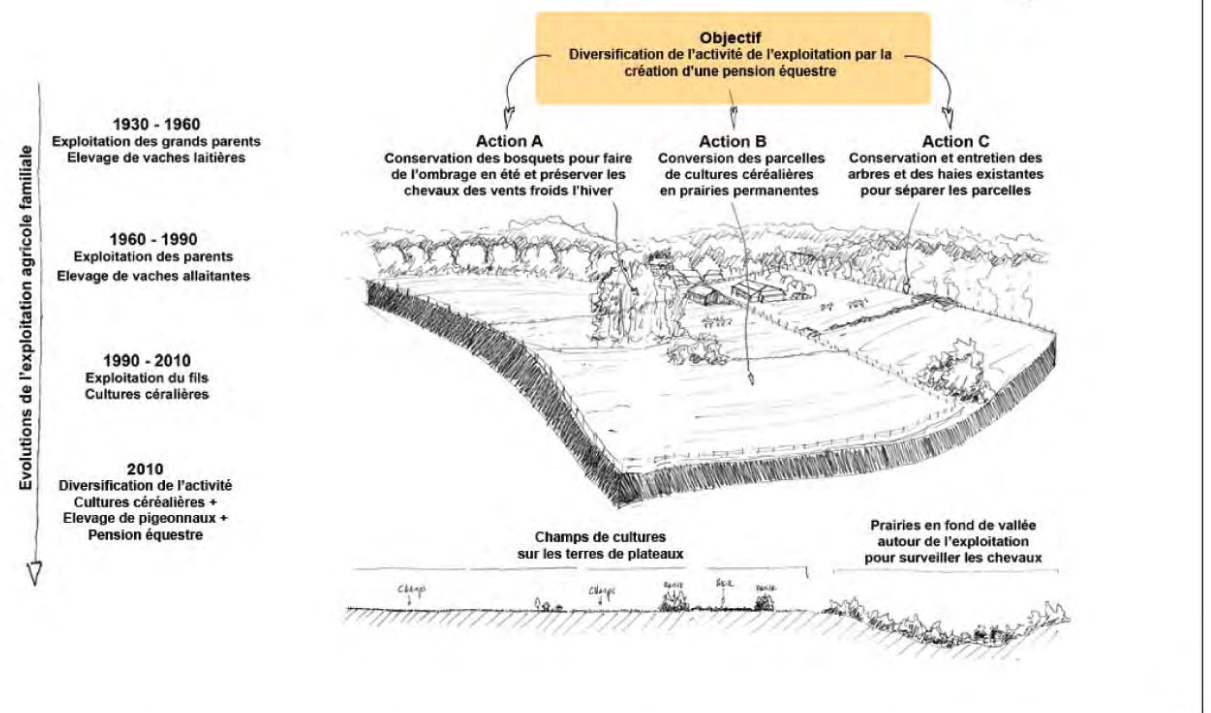 Objectif
Diversification de l'activité de l'exploitation par la
création d'une pension équestre
Evolutions de l'exploitation agricole familiale
1930 - 1960
Exploitation des grands parents
Elevage de vaches laitières
1960 - 1990
Exploitation des parents
Elevage de vaches allaitantes
1990 - 2010
Exploitation du fils
Cultures céralières
2010
Diversification de l'activité
Cultures céréalières +
Elevage de pigeonnaux +
Pension équestre
Action A
Conservation des bosquets pour faire
de l'ombrage en été et préserver les
chevaux des vents froids l'hiver
Action B
Conversion des parcelles
de cultures céréalières
en prairies permanentes
Action C
Conservation et entretien des
arbres et des haies existantes
pour séparer les parcelles
Champs de cultures
sur les terres de plateaux
Prairies en fond de vallée
autour de l'exploitation
pour surveiller les chevaux
Champ
Champ